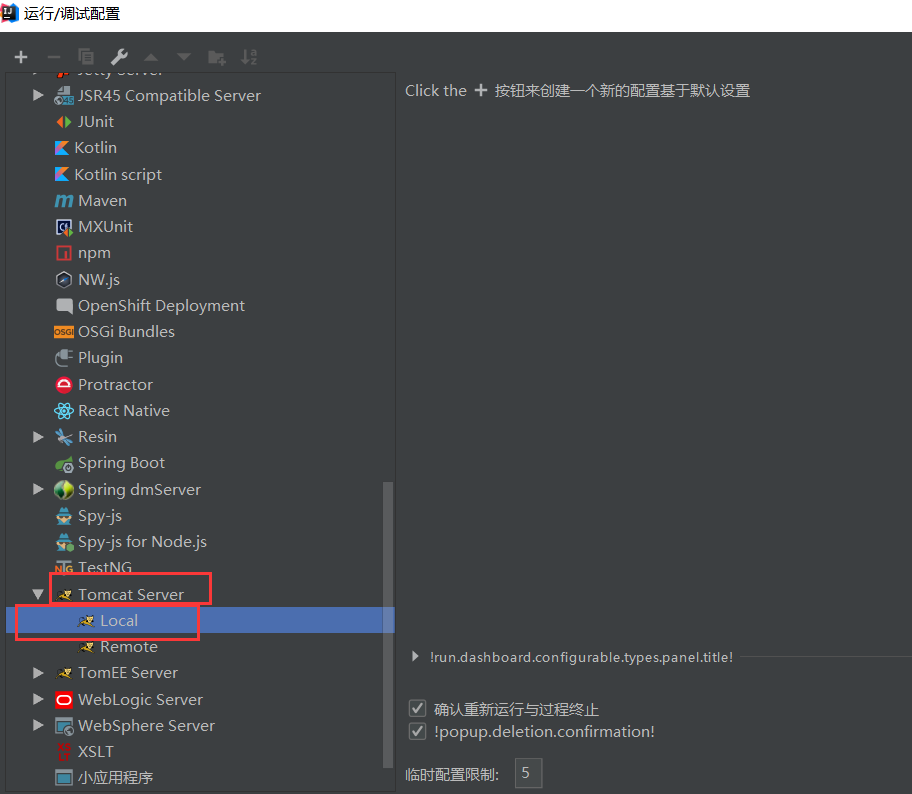 运行/调试配置
Jetty Server
JSR45 Compatible Server
JUnit
Kotlin
Kotlin script
Maven
MXUnit
npm
NW.js
OpenShift Deployment
OSGi Bundles
Plugin
Protractor
React Native
Resin
Spring Boot
Spring dmServer
Spy-js
Spy-js for Node.js
TestNG
Tomcat Server
Local
Remote
TomEE Server
WebLogic Server
WebSphere Server
XSLT
小应用程序
Click the + 按钮来创建一个新的配置基于默认设置
!run.dashboard.configurable.types.panel.title!
确认重新运行与过程终止
!popup.deletion.confirmation!
临时配置限制: 5